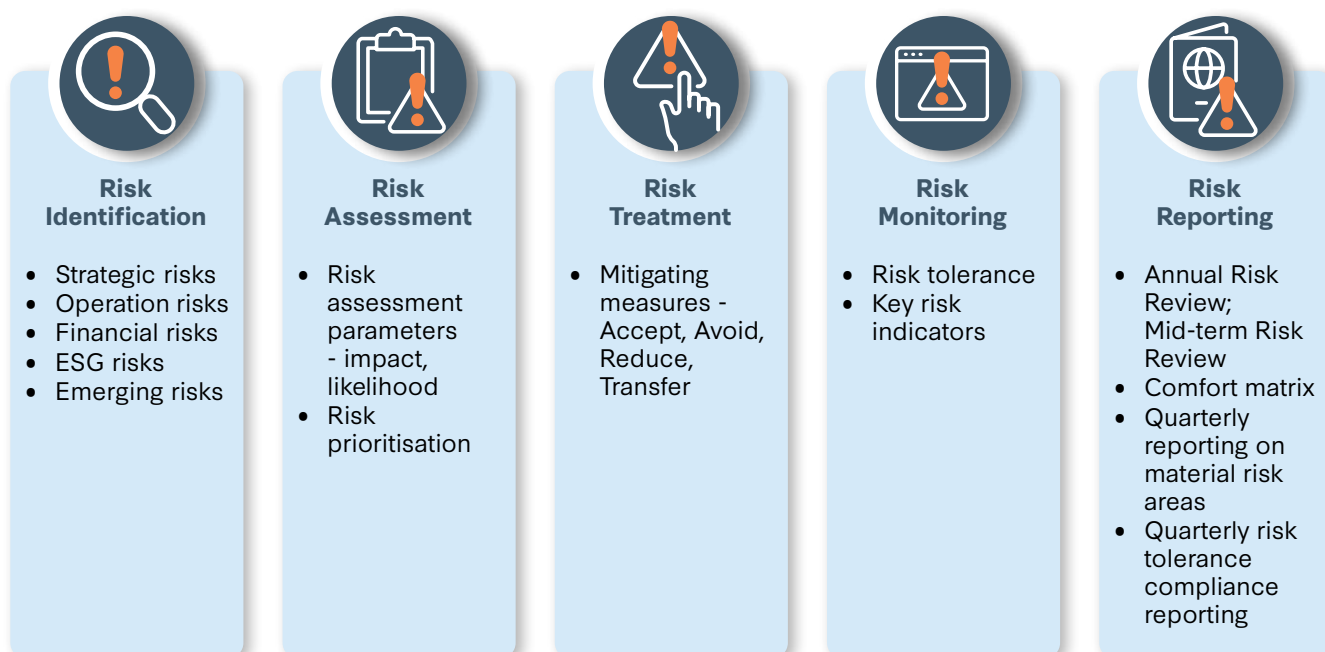 Risk
Identification
• Strategic risks
• Operation risks
• Financial risks
• ESG risks
• Emerging risks
Risk
Assessment
• Risk
assessment
parameters
- impact,
likelihood
• Risk
prioritisation
Risk
Treatment
• Mitigating
measures -
Accept, Avoid,
Reduce,
Transfer
Risk
Monitoring
• Risk tolerance
• Key risk
indicators
Risk
Reporting
• Annual Risk
Review;
Mid-term Risk
Review
• Comfort matrix
• Quarterly
reporting on
material risk
areas
• Quarterly risk
tolerance
compliance
reporting